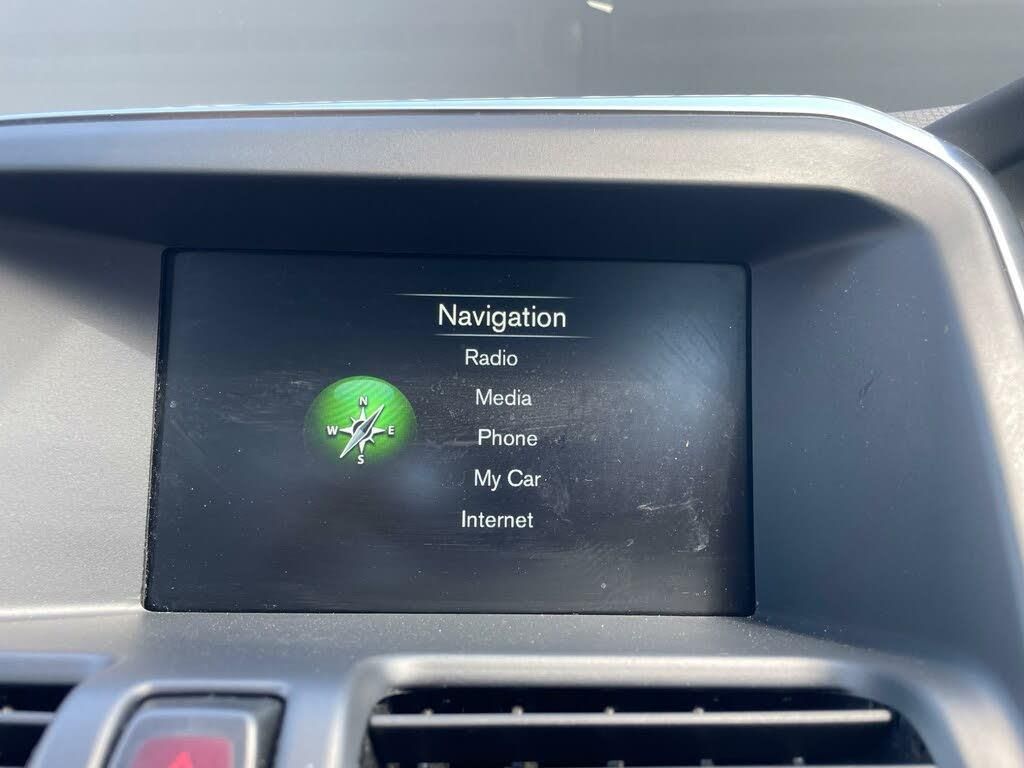 Navigation
Radio
N
Media
W E
Phone
S
My Car
Internet